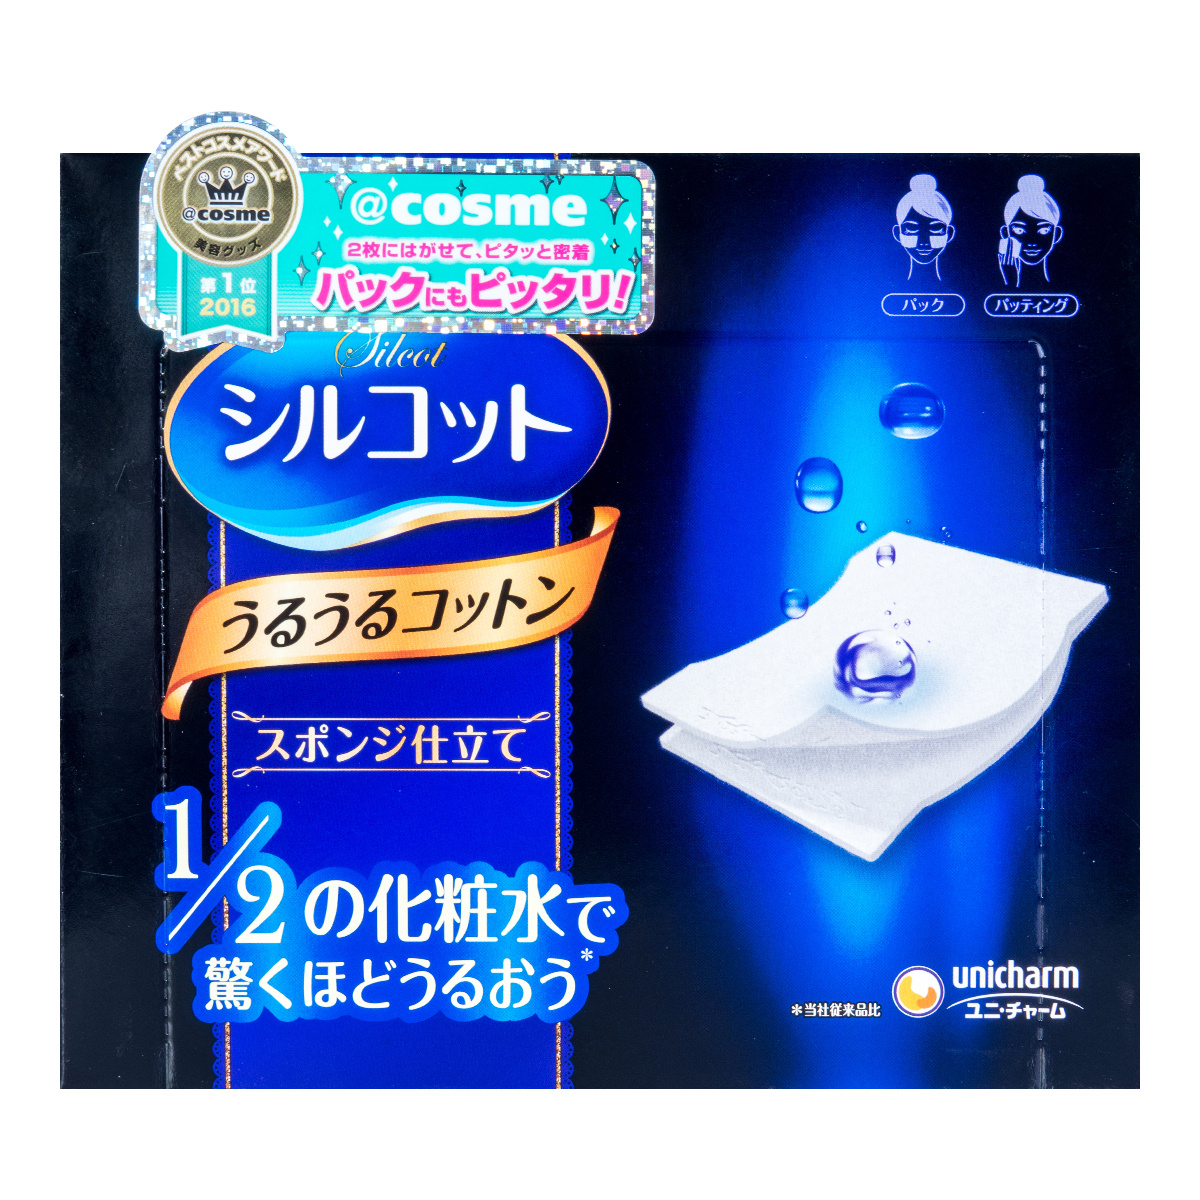 ベストコスメアワード
@cosme
美容グッズ
第1位
2016
@cosme
2枚にはがせて、ピタッと密着
パックにもピッタリ!
パック
パッティング
Silcot
シルコット
うるうるコットン
スポンジ仕立て
1/2の化粧水で
驚くほどうるおう*
*当社従来品比
unicharm
ユニ・チャーム